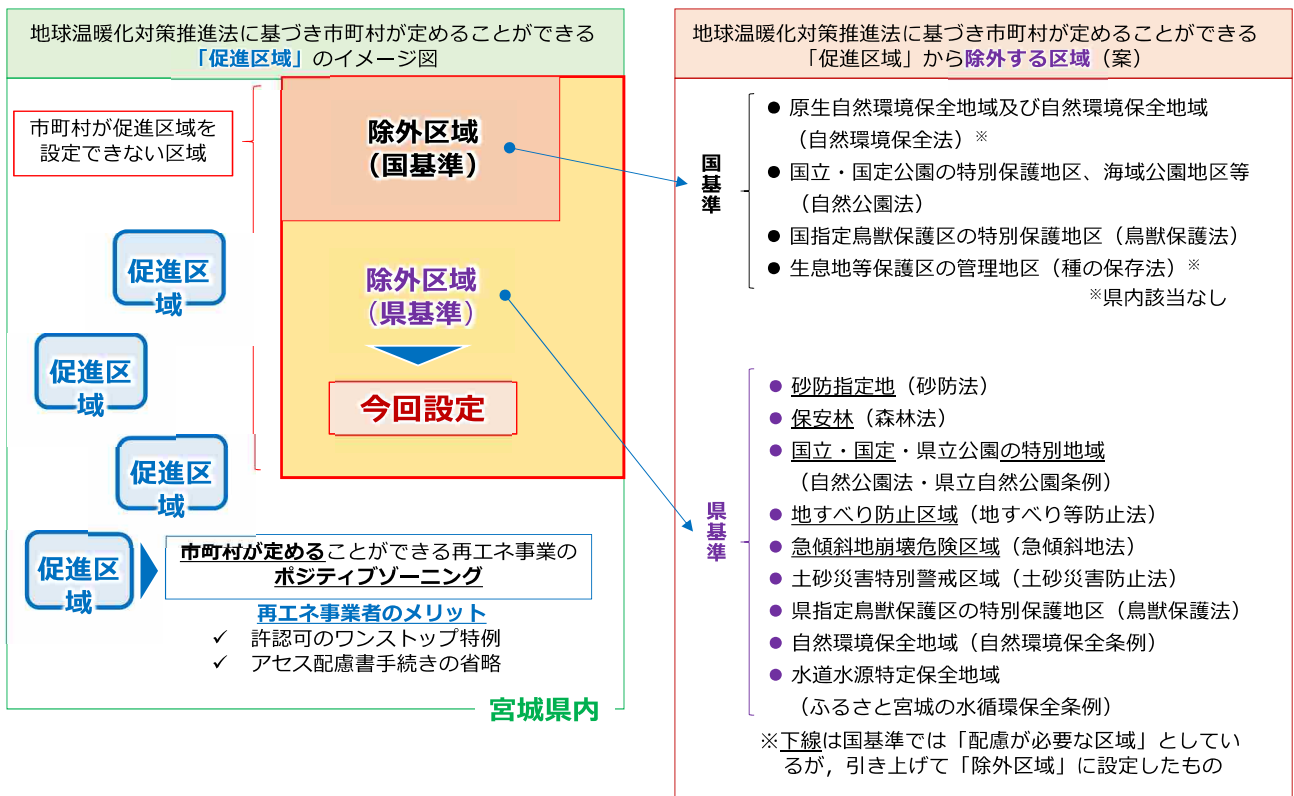 地球温暖化対策推進法に基づき市町村が定めることができる
「促進区域」のイメージ図
市町村が促進区域を
設定できない区域
除外区域
（国基準）
除外区域
（県基準）
今回設定
促進区
域
促進区
域
促進区
域
促進区
域
市町村が定めることができる再エネ事業の
ポジティブゾーニング
再エネ事業者のメリット
✓ 許認可のワンストップ特例
✓ アセス配慮書手続きの省略
宮城県内
地球温暖化対策推進法に基づき市町村が定めることができる
「促進区域」から除外する区域（案）
国基準
● 原生自然環境保全地域及び自然環境保全地域
（自然環境保全法）※
● 国立・国定公園の特別保護地区、海域公園地区等
（自然公園法）
● 国指定鳥獣保護区の特別保護地区（鳥獣保護法）
● 生息地等保護区の管理地区（種の保存法）※
※県内該当なし
県基準
● 砂防指定地（砂防法）
● 保安林（森林法）
● 国立・国定・県立公園の特別地域
（自然公園法・県立自然公園条例）
● 地すべり防止区域（地すべり等防止法）
● 急傾斜地崩壊危険区域（急傾斜地法）
● 土砂災害特別警戒区域（土砂災害防止法）
● 県指定鳥獣保護区の特別保護地区（鳥獣保護法）
● 自然環境保全地域（自然環境保全条例）
● 水道水源特定保全地域
（ふるさと宮城の水循環保全条例）
※下線は国基準では「配慮が必要な区域」としてい
るが，引き上げて「除外区域」に設定したもの